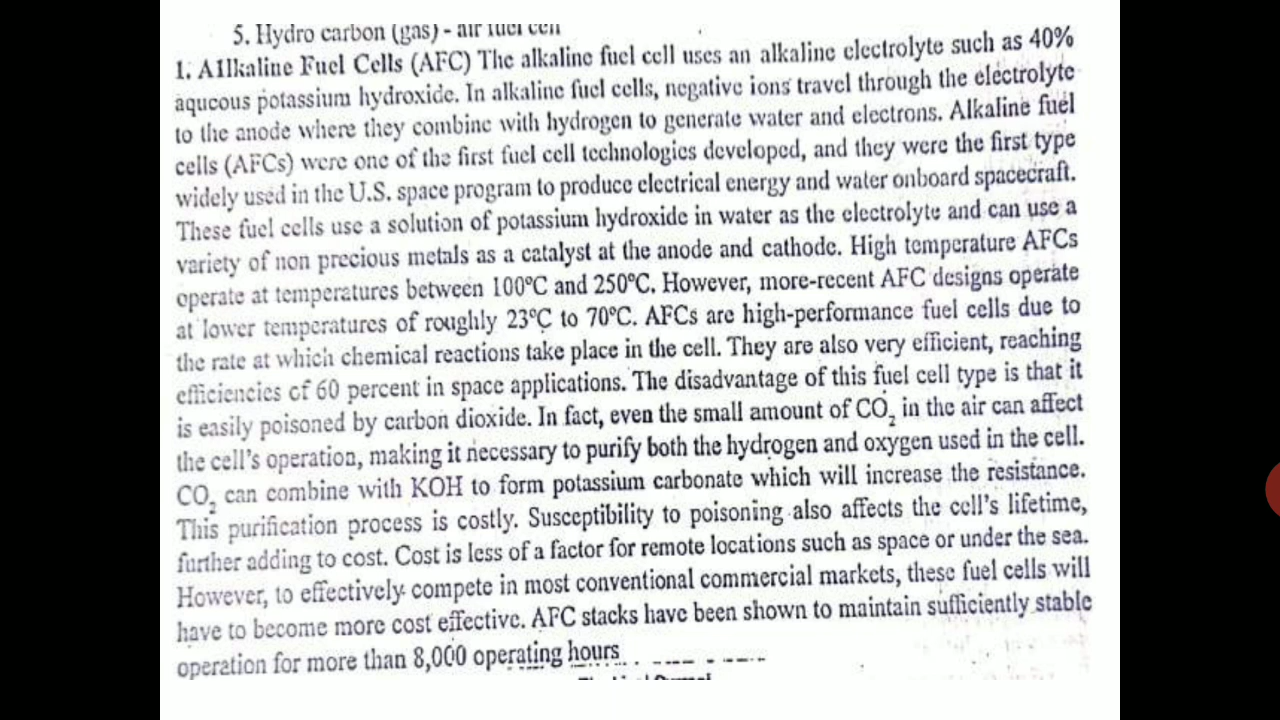 5. Hydro carbon (gas) - air fuel cell
1. AIlkaline Fuel Cells (AFC) The alkaline fuel cell uses an alkaline electrolyte such as 40%
aqueous potassium hydroxide. In alkaline fuel cells, negative ions travel through the electrolyte
to the anode where they combine with hydrogen to generate water and electrons. Alkaline fuel
cells (AFCs) were one of the first fuel cell technologies developed, and they were the first type
widely used in the U.S. space program to produce electrical energy and water onboard spacecraft.
These fuel cells use a solution of potassium hydroxide in water as the electrolyte and can use a
variety of non precious metals as a catalyst at the anode and cathode. High temperature AFCs
operate at temperatures between 100°C and 250°C. However, more-recent AFC designs operate
at lower temperatures of roughly 23°C to 70°C. AFCs are high-performance fuel cells due to
the rate at which chemical reactions take place in the cell. They are also very efficient, reaching
efficiencies of 60 percent in space applications. The disadvantage of this fuel cell type is that it
is easily poisoned by carbon dioxide. In fact, even the small amount of CO₂ in the air can affect
the cell's operation, making it necessary to purify both the hydrogen and oxygen used in the cell.
CO₂ can combine with KOH to form potassium carbonate which will increase the resistance.
This purification process is costly. Susceptibility to poisoning also affects the cell's lifetime,
further adding to cost. Cost is less of a factor for remote locations such as space or under the sea.
However, to effectively compete in most conventional commercial markets, these fuel cells will
have to become more cost effective. AFC stacks have been shown to maintain sufficiently stable
operation for more than 8,000 operating hours